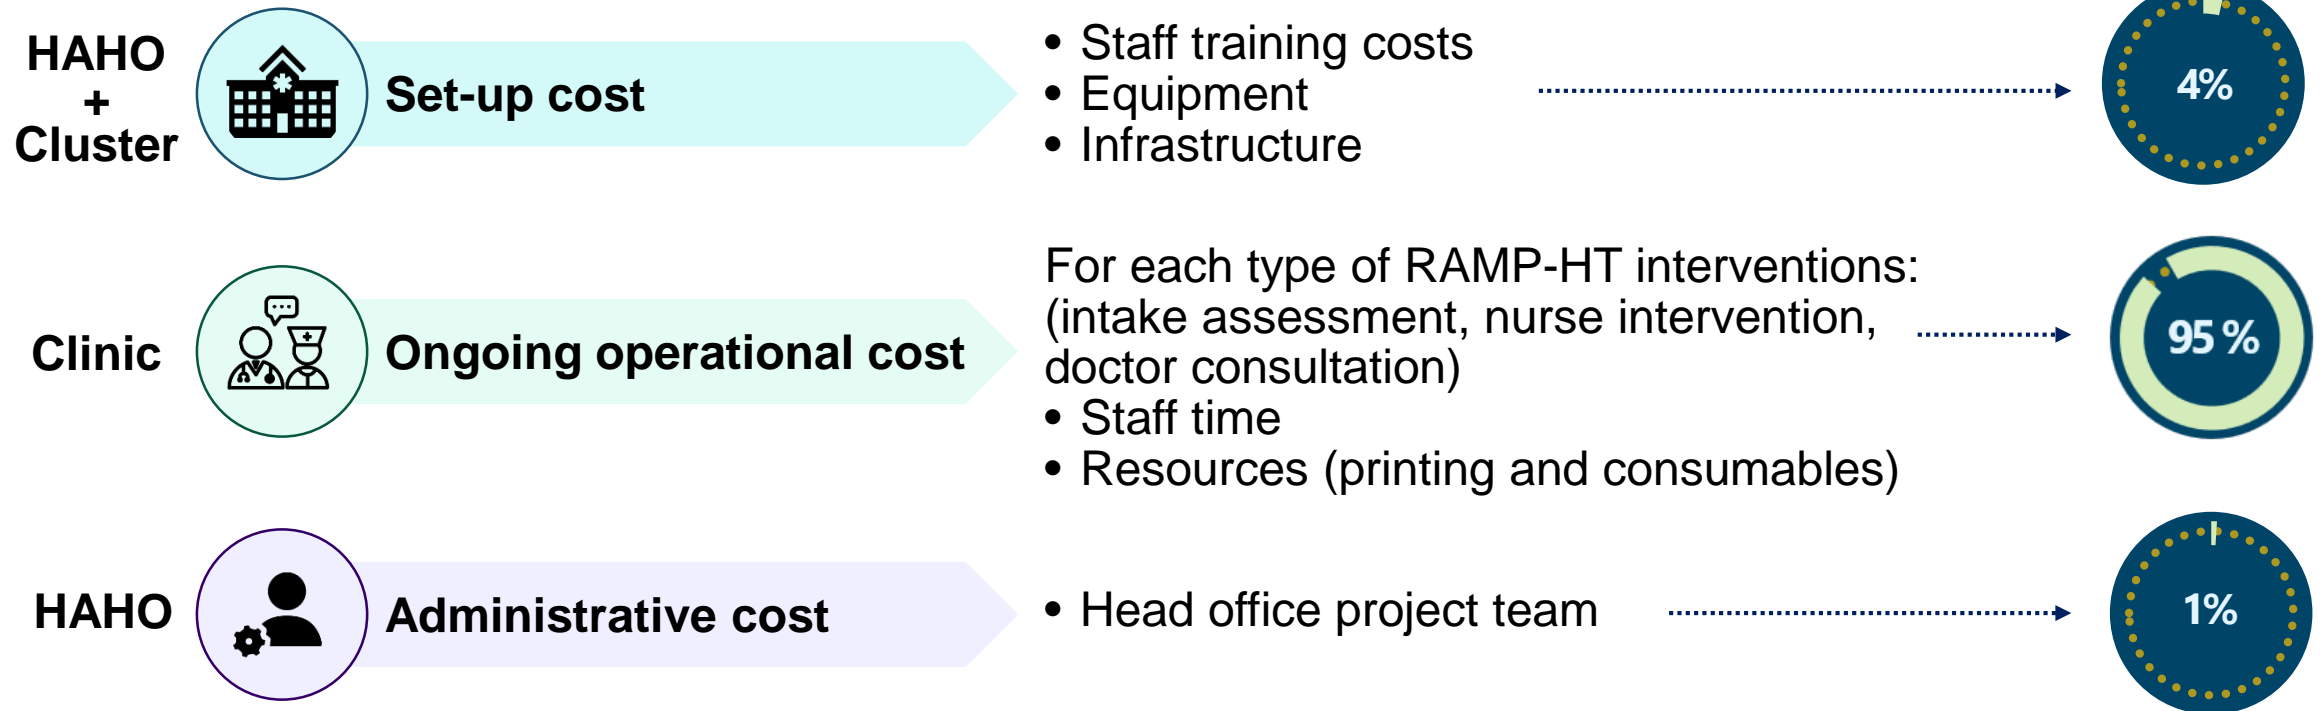 HAHO
+
Cluster
Set-up cost
• Staff training costs
• Equipment
• Infrastructure
4%
Clinic
Ongoing operational cost
For each type of RAMP-HT interventions:
(intake assessment, nurse intervention,
doctor consultation)
• Staff time
• Resources (printing and consumables)
95 %
HAHO
Administrative cost
• Head office project team
1%